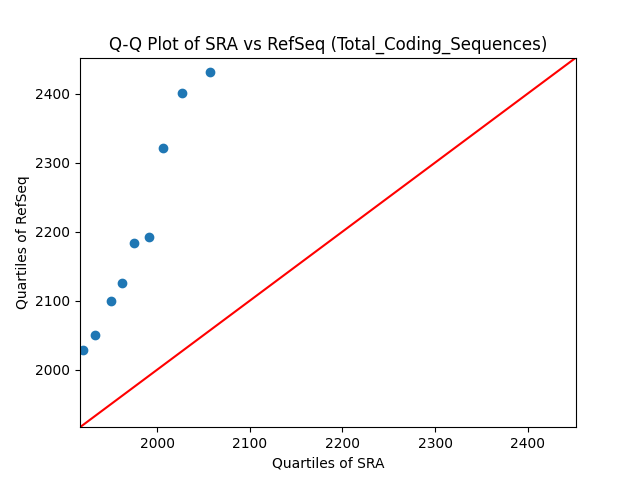 Q-Q Plot of SRA vs RefSeq (Total_Coding_Sequences)
Quartiles of RefSeq
2400
2300
2200
2100
2000
2000 2100 2200 2300 2400
Quartiles of SRA